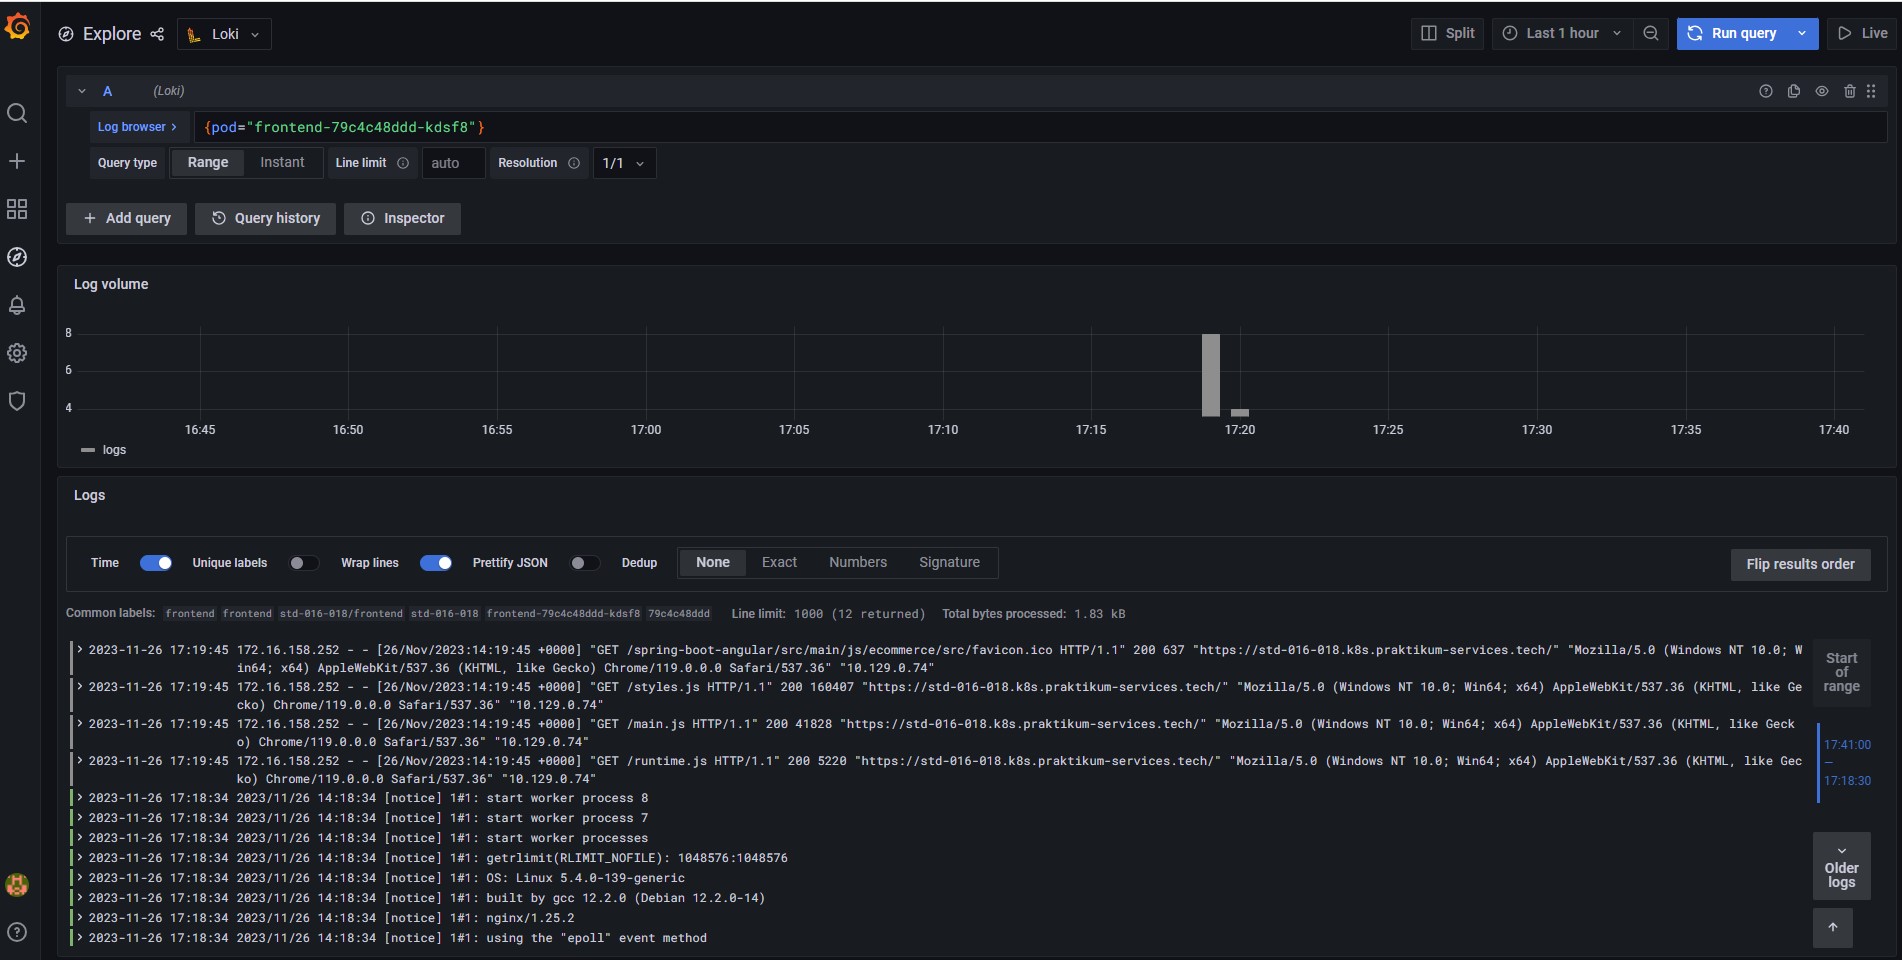 Explore Loki Split Last 1 hour Run query Live
A (Loki)
Log browser > {pod="frontend-79c4c48ddd-kdsf8"}
Query type Range Instant Line limit auto Resolution 1/1
+ Add query Query history Inspector
Log volume
8
6
4
16:45 16:50 16:55 17:00 17:05 17:10 17:15 17:20 17:25 17:30 17:35 17:40
logs
Logs
Time Unique labels Wrap lines Prettify JSON Dedup None Exact Numbers Signature Flip results order
Common labels: frontend frontend std-016-018/frontend std-016-018 frontend-79c4c48ddd-kdsf8 79c4c48ddd Line limit: 1000 (12 returned) Total bytes processed: 1.83 kB
> 2023-11-26 17:19:45 172.16.158.252 - - [26/Nov/2023:14:19:45 +0000] "GET /spring-boot-angular/src/main/js/ecommerce/src/favicon.ico HTTP/1.1" 200 637 "https://std-016-018.k8s.praktikum-services.tech/" "Mozilla/5.0 (Windows NT 10.0; W
in64; x64) AppleWebKit/537.36 (KHTML, like Gecko) Chrome/119.0.0.0 Safari/537.36" "10.129.0.74"
> 2023-11-26 17:19:45 172.16.158.252 - - [26/Nov/2023:14:19:45 +0000] "GET /styles.js HTTP/1.1" 200 160407 "https://std-016-018.k8s.praktikum-services.tech/" "Mozilla/5.0 (Windows NT 10.0; Win64; x64) AppleWebKit/537.36 (KHTML, like Ge
cko) Chrome/119.0.0.0 Safari/537.36" "10.129.0.74"
> 2023-11-26 17:19:45 172.16.158.252 - - [26/Nov/2023:14:19:45 +0000] "GET /main.js HTTP/1.1" 200 41828 "https://std-016-018.k8s.praktikum-services.tech/" "Mozilla/5.0 (Windows NT 10.0; Win64; x64) AppleWebKit/537.36 (KHTML, like Geck
o) Chrome/119.0.0.0 Safari/537.36" "10.129.0.74"
> 2023-11-26 17:19:45 172.16.158.252 - - [26/Nov/2023:14:19:45 +0000] "GET /runtime.js HTTP/1.1" 200 5220 "https://std-016-018.k8s.praktikum-services.tech/" "Mozilla/5.0 (Windows NT 10.0; Win64; x64) AppleWebKit/537.36 (KHTML, like Gec
ko) Chrome/119.0.0.0 Safari/537.36" "10.129.0.74"
> 2023-11-26 17:18:34 2023/11/26 14:18:34 [notice] 1#1: start worker process 8
> 2023-11-26 17:18:34 2023/11/26 14:18:34 [notice] 1#1: start worker process 7
> 2023-11-26 17:18:34 2023/11/26 14:18:34 [notice] 1#1: start worker processes
> 2023-11-26 17:18:34 2023/11/26 14:18:34 [notice] 1#1: getrlimit(RLIMIT_NOFILE): 1048576:1048576
> 2023-11-26 17:18:34 2023/11/26 14:18:34 [notice] 1#1: OS: Linux 5.4.0-139-generic
> 2023-11-26 17:18:34 2023/11/26 14:18:34 [notice] 1#1: built by gcc 12.2.0 (Debian 12.2.0-14)
> 2023-11-26 17:18:34 2023/11/26 14:18:34 [notice] 1#1: nginx/1.25.2
> 2023-11-26 17:18:34 2023/11/26 14:18:34 [notice] 1#1: using the "epoll" event method
Start
of
range
17:41:00
—
17:18:30
Older
logs